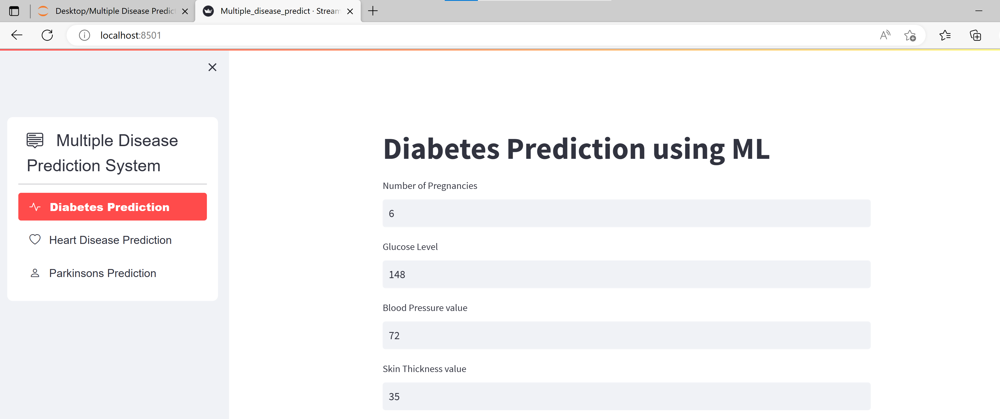 Desktop/Multiple Disease Predict
Multiple_disease_predict · Stream
localhost:8501
Multiple Disease
Prediction System
Diabetes Prediction
Heart Disease Prediction
Parkinsons Prediction
Diabetes Prediction using ML
Number of Pregnancies
6
Glucose Level
148
Blood Pressure value
72
Skin Thickness value
35